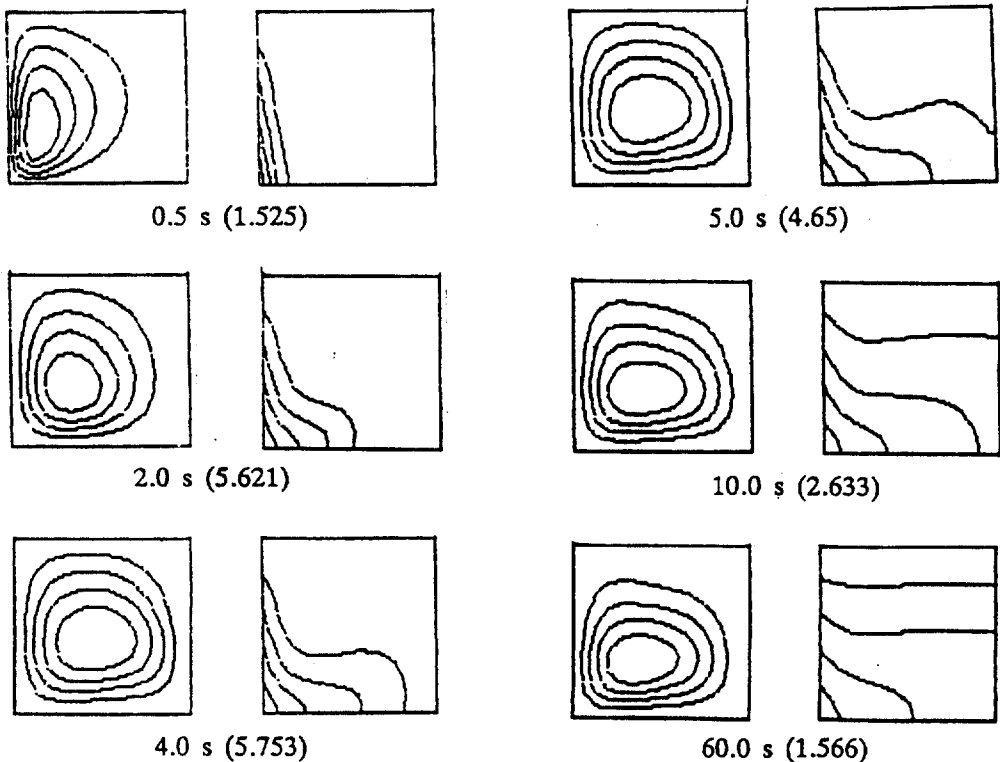 0.5 s (1.525)
5.0 s (4.65)
2.0 s (5.621)
10.0 s (2.633)
4.0 s (5.753)
60.0 s (1.566)